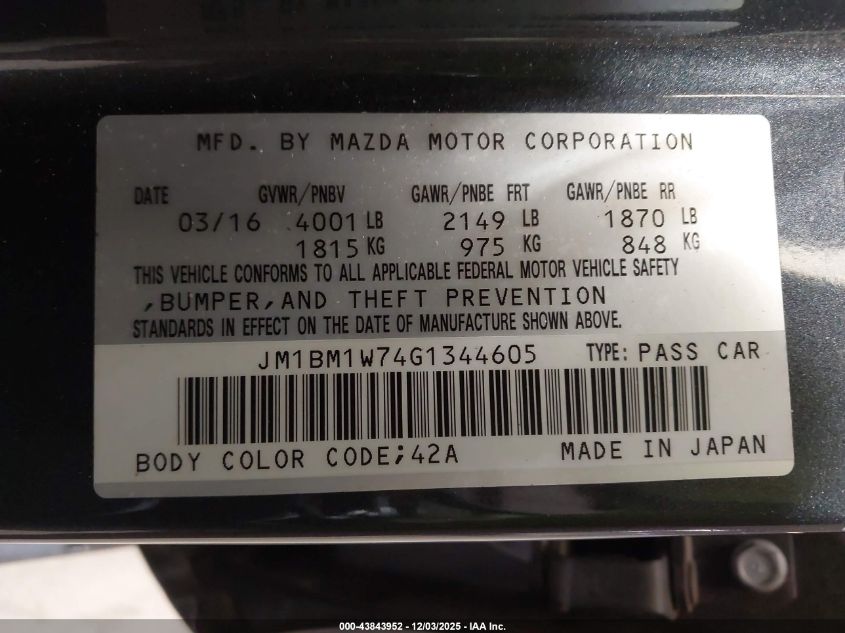 MFD. BY MAZDA MOTOR CORPORATION
DATE GVWR/PNBV GAWR/PNBE FRT GAWR/PNBE RR
03/16 4001 LB 2149 LB 1870 LB
1815 KG 975 KG 848 KG
THIS VEHICLE CONFORMS TO ALL APPLICABLE FEDERAL MOTOR VEHICLE SAFETY
,BUMPER,AND THEFT PREVENTION
STANDARDS IN EFFECT ON THE DATE OF MANUFACTURE SHOWN ABOVE.
JM1BM1W74G1344605 TYPE: PASS CAR
BODY COLOR CODE;42A MADE IN JAPAN
000-43843952 - 12/03/2025 - IAA Inc.